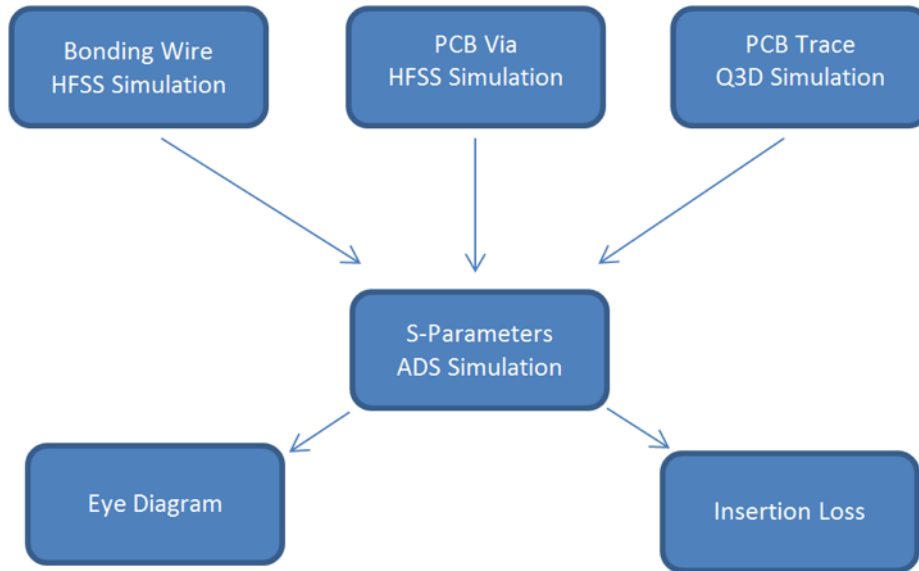 Bonding Wire
HFSS Simulation
PCB Via
HFSS Simulation
PCB Trace
Q3D Simulation
S-Parameters
ADS Simulation
Eye Diagram
Insertion Loss